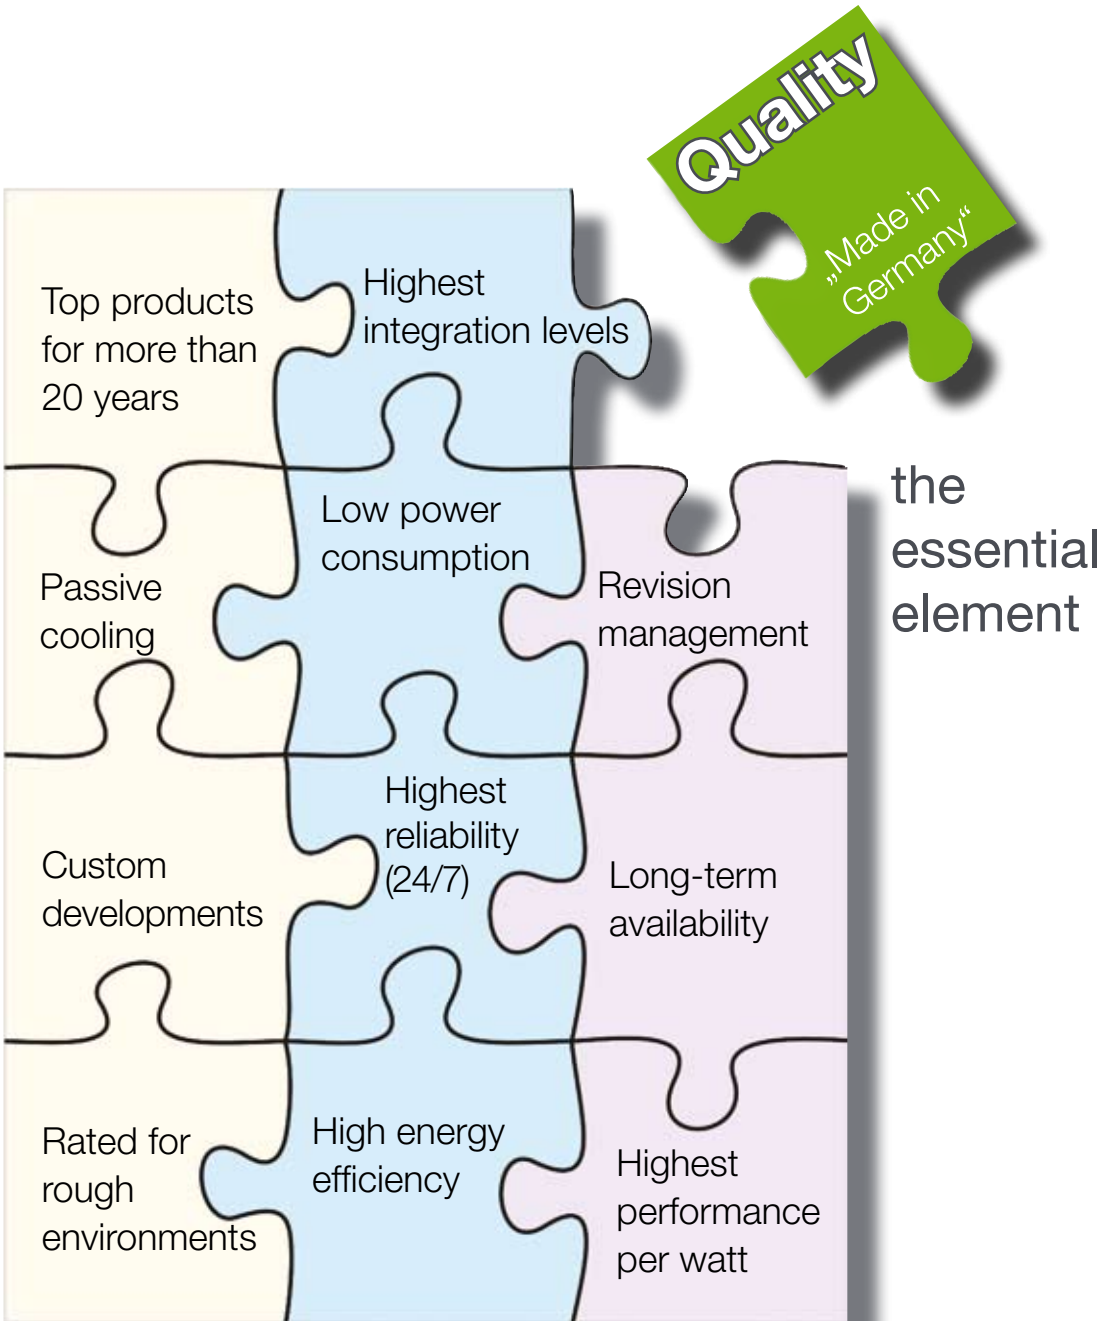 Quality
„Made in
Germany“
Top products
for more than
20 years
Highest
integration levels
the
essential
element
Passive
cooling
Low power
consumption
Revision
management
Custom
developments
Highest
reliability
(24/7)
Long-term
availability
Rated for
rough
environments
High energy
efficiency
Highest
performance
per watt